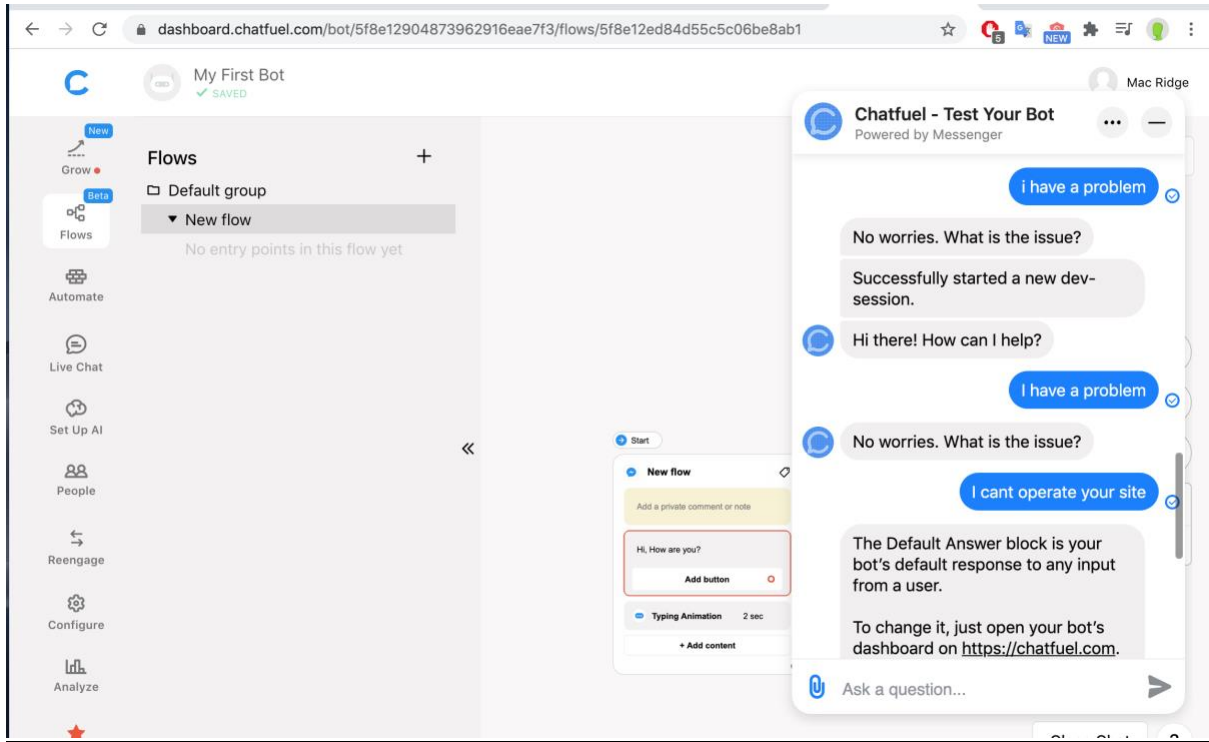 dashboard.chatfuel.com/bot/5f8e12904873962916eae7f3/flows/5f8e12ed84d55c5c06be8ab1
5
NEW
My First Bot
SAVED
Mac Ridge
New
Grow
Beta
Flows
Automate
Live Chat
Set Up AI
People
Reengage
Configure
Analyze
Flows
Default group
New flow
No entry points in this flow yet
Start
New flow
Add a private comment or note
Hi, How are you?
Add button
Typing Animation 2 sec
+ Add content
Chatfuel - Test Your Bot
Powered by Messenger
i have a problem
No worries. What is the issue?
Successfully started a new dev-
session.
Hi there! How can I help?
I have a problem
No worries. What is the issue?
I cant operate your site
The Default Answer block is your
bot's default response to any input
from a user.
To change it, just open your bot's
dashboard on https://chatfuel.com.
Ask a question...